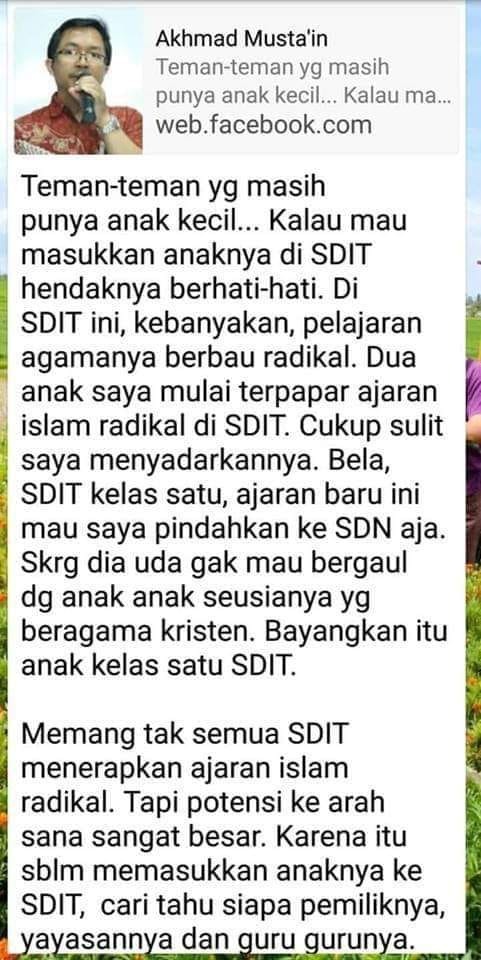 Akhmad Musta'in
Teman-teman yg masih
punya anak kecil... Kalau ma...
web.facebook.com
Teman-teman yg masih
punya anak kecil... Kalau mau
masukkan anaknya di SDIT
hendaknya berhati-hati. Di
SDIT ini, kebanyakan, pelajaran
agamanya berbau radikal. Dua
anak saya mulai terpapar ajaran
islam radikal di SDIT. Cukup sulit
saya menyadarkannya. Bela,
SDIT kelas satu, ajaran baru ini
mau saya pindahkan ke SDN aja.
Skrg dia uda gak mau bergaul
dg anak anak seusianya yg
beragama kristen. Bayangkan itu
anak kelas satu SDIT.
Memang tak semua SDIT
menerapkan ajaran islam
radikal. Tapi potensi ke arah
sana sangat besar. Karena itu
sblm memasukkan anaknya ke
SDIT, cari tahu siapa pemiliknya,
yayasannya dan guru gurunya.